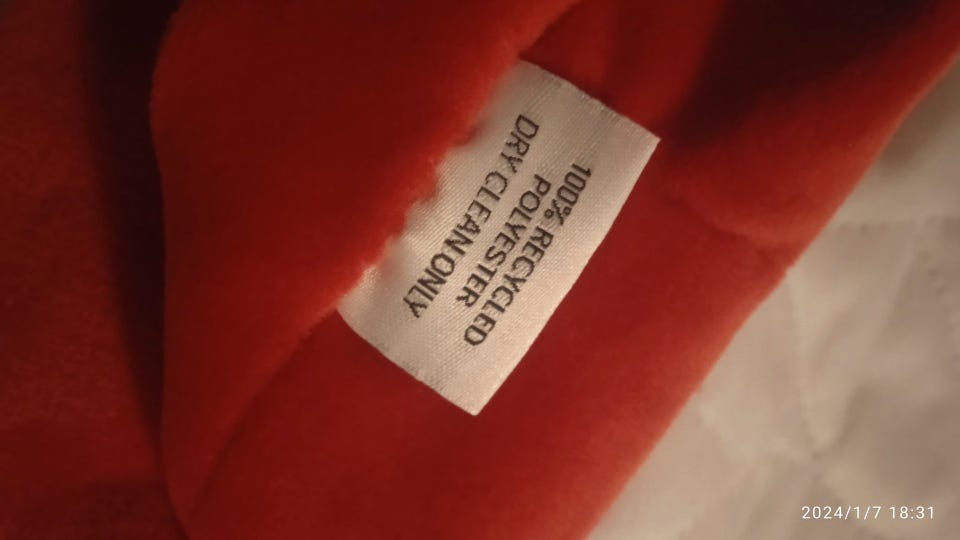 100% RECYCLED
POLYESTER
DRY CLEAN ONLY
2024/1/7 18:31